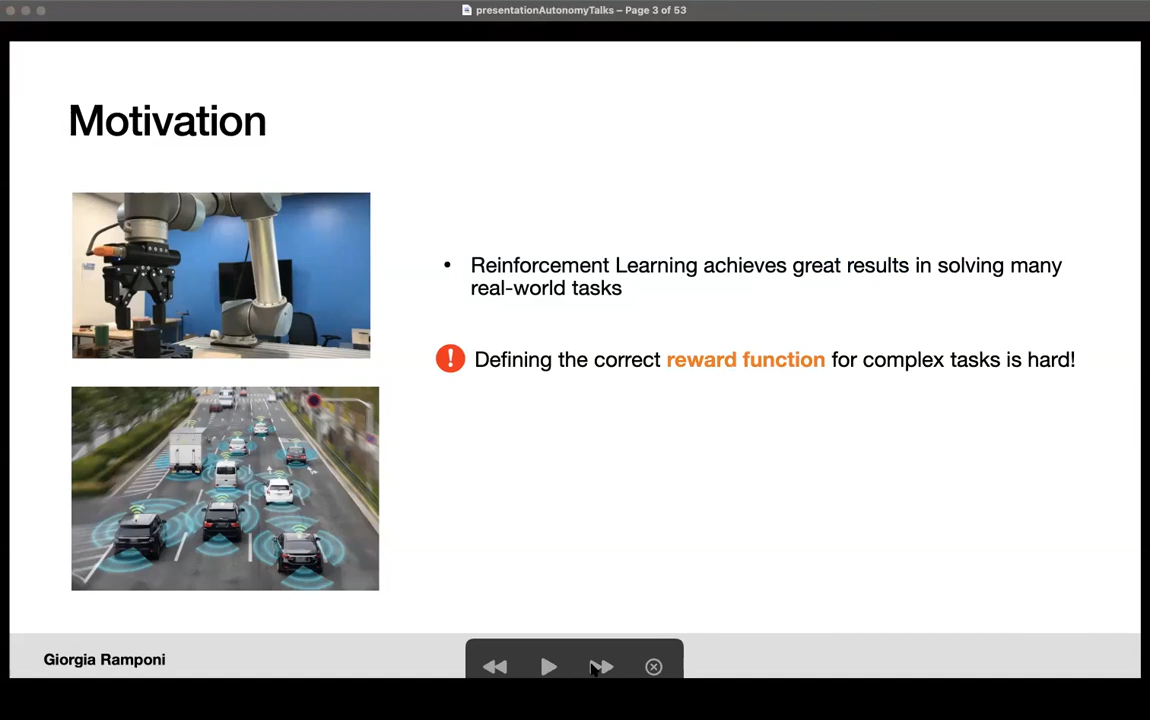 presentationAutonomyTalks – Page 3 of 53
Motivation
• Reinforcement Learning achieves great results in solving many
real-world tasks
! Defining the correct reward function for complex tasks is hard!
Giorgia Ramponi